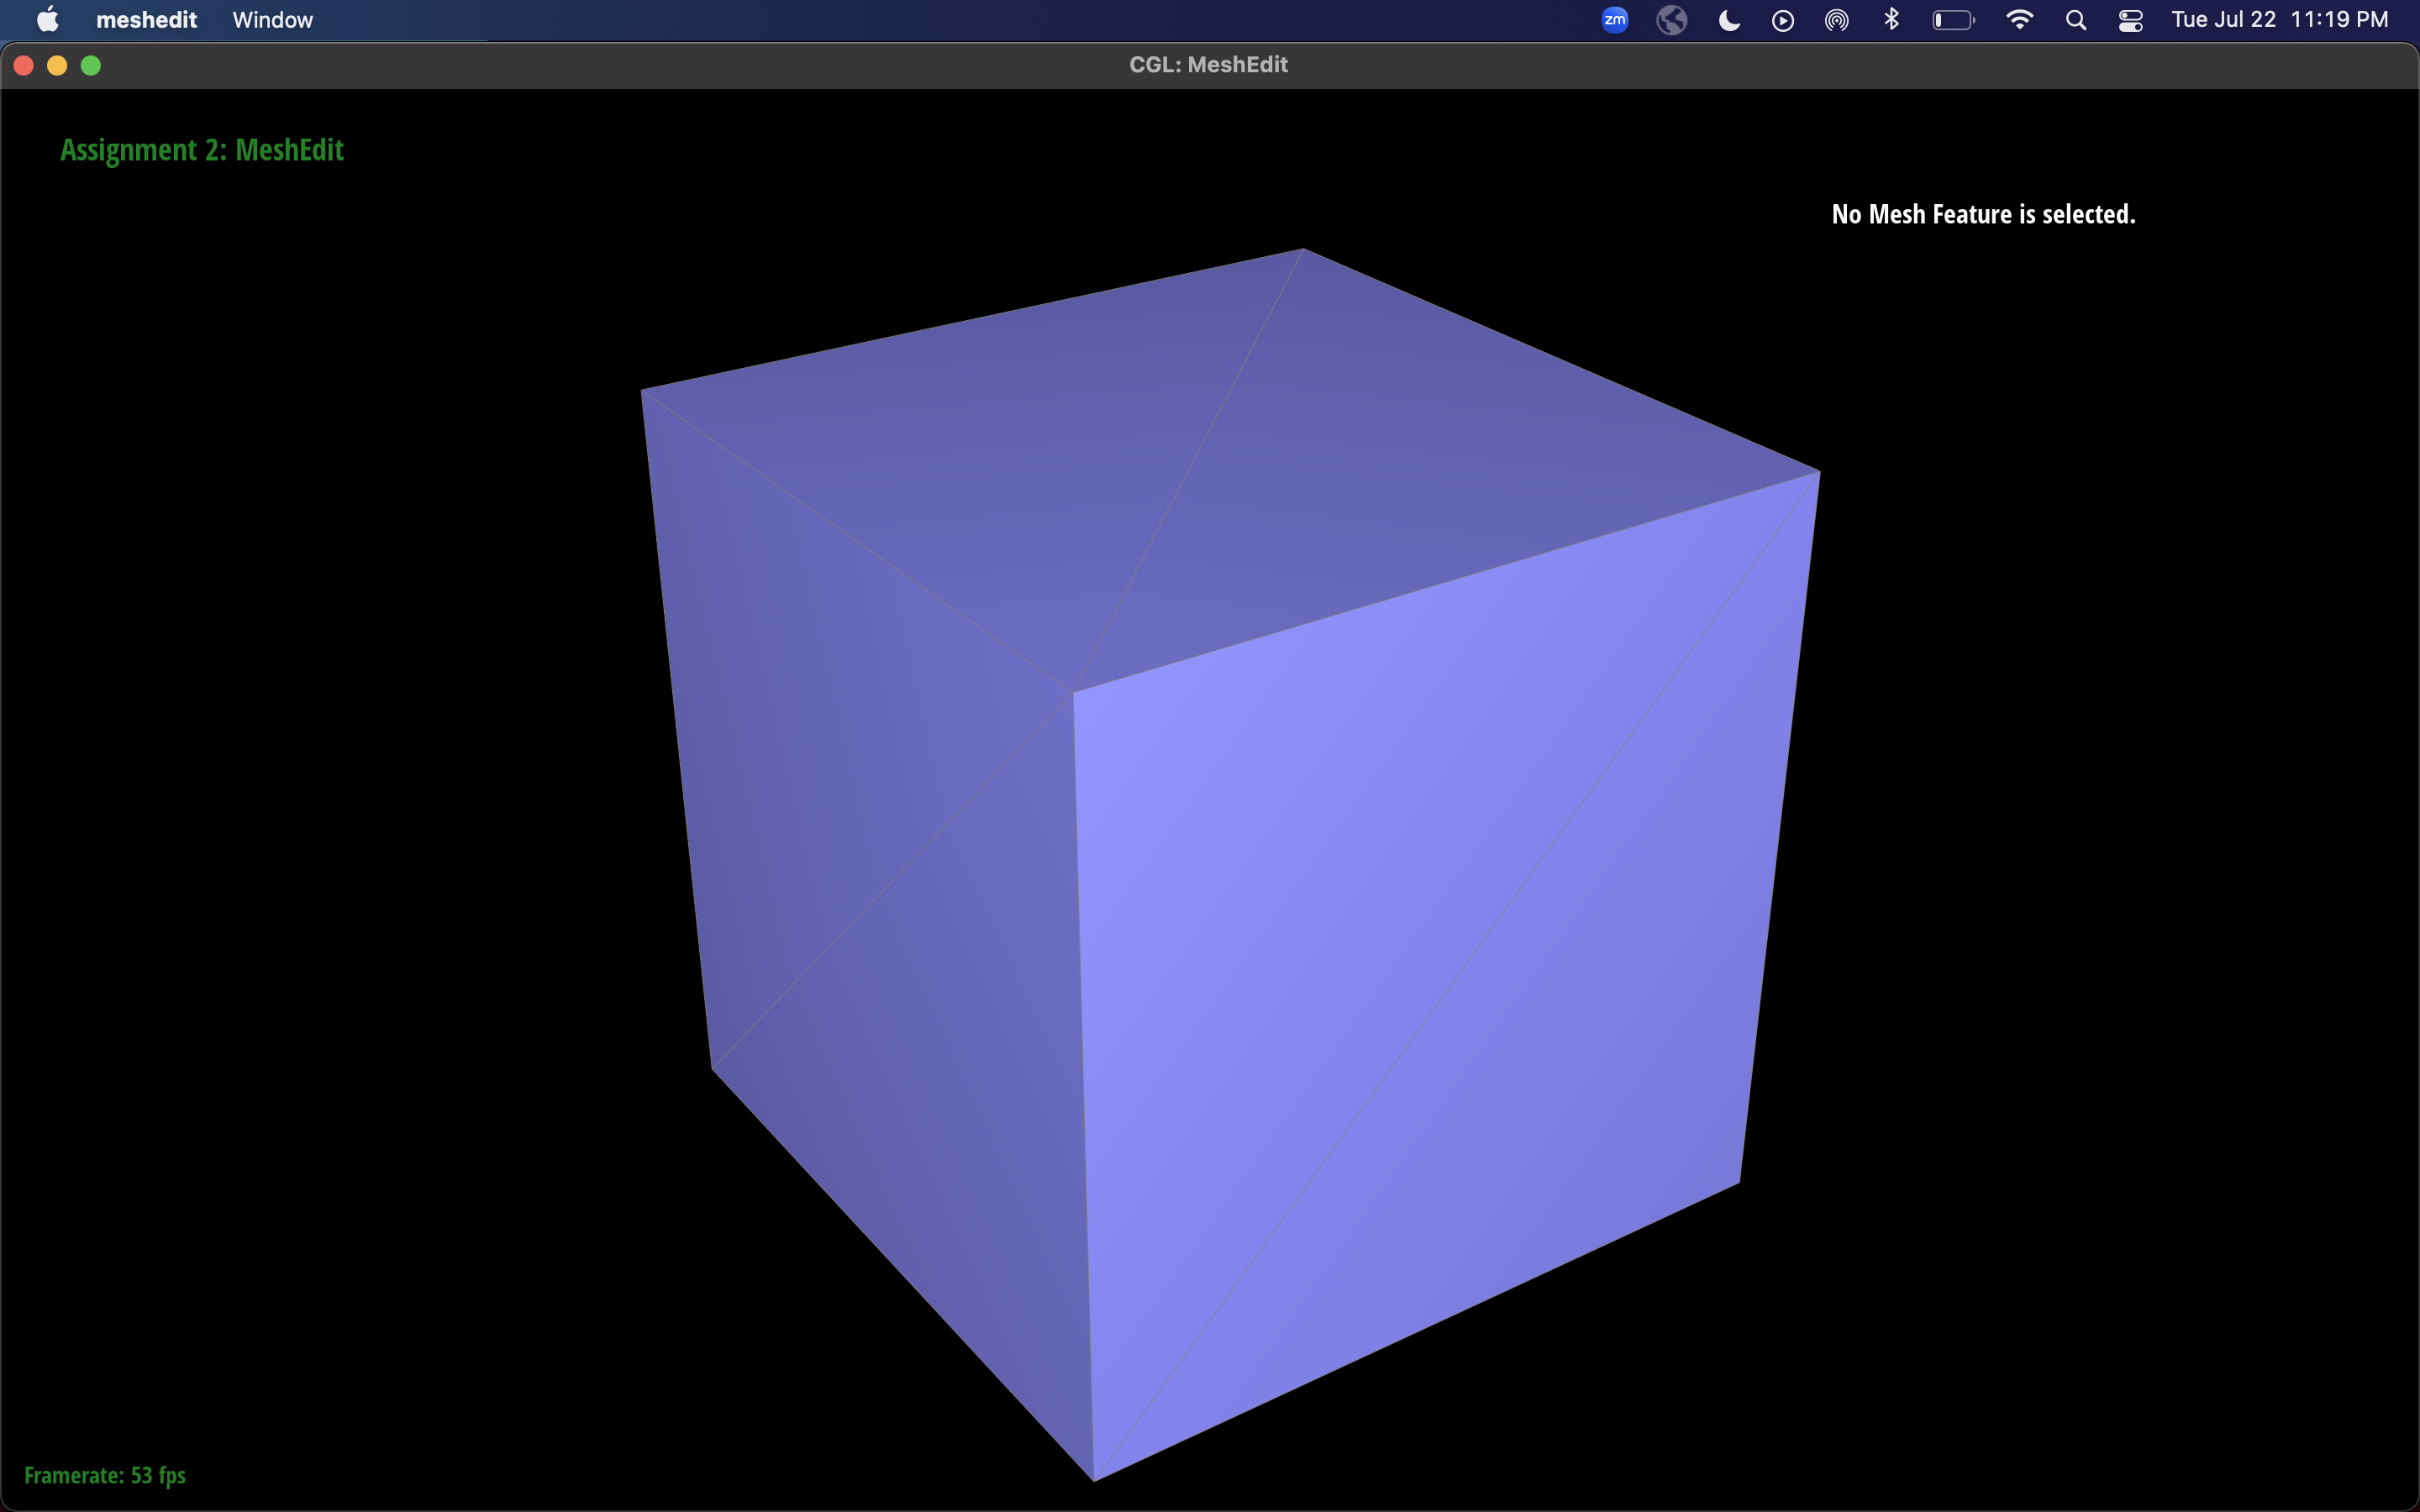 meshedit Window zm Tue Jul 22 11:19 PM
CGL: MeshEdit
Assignment 2: MeshEdit
No Mesh Feature is selected.
Framerate: 53 fps